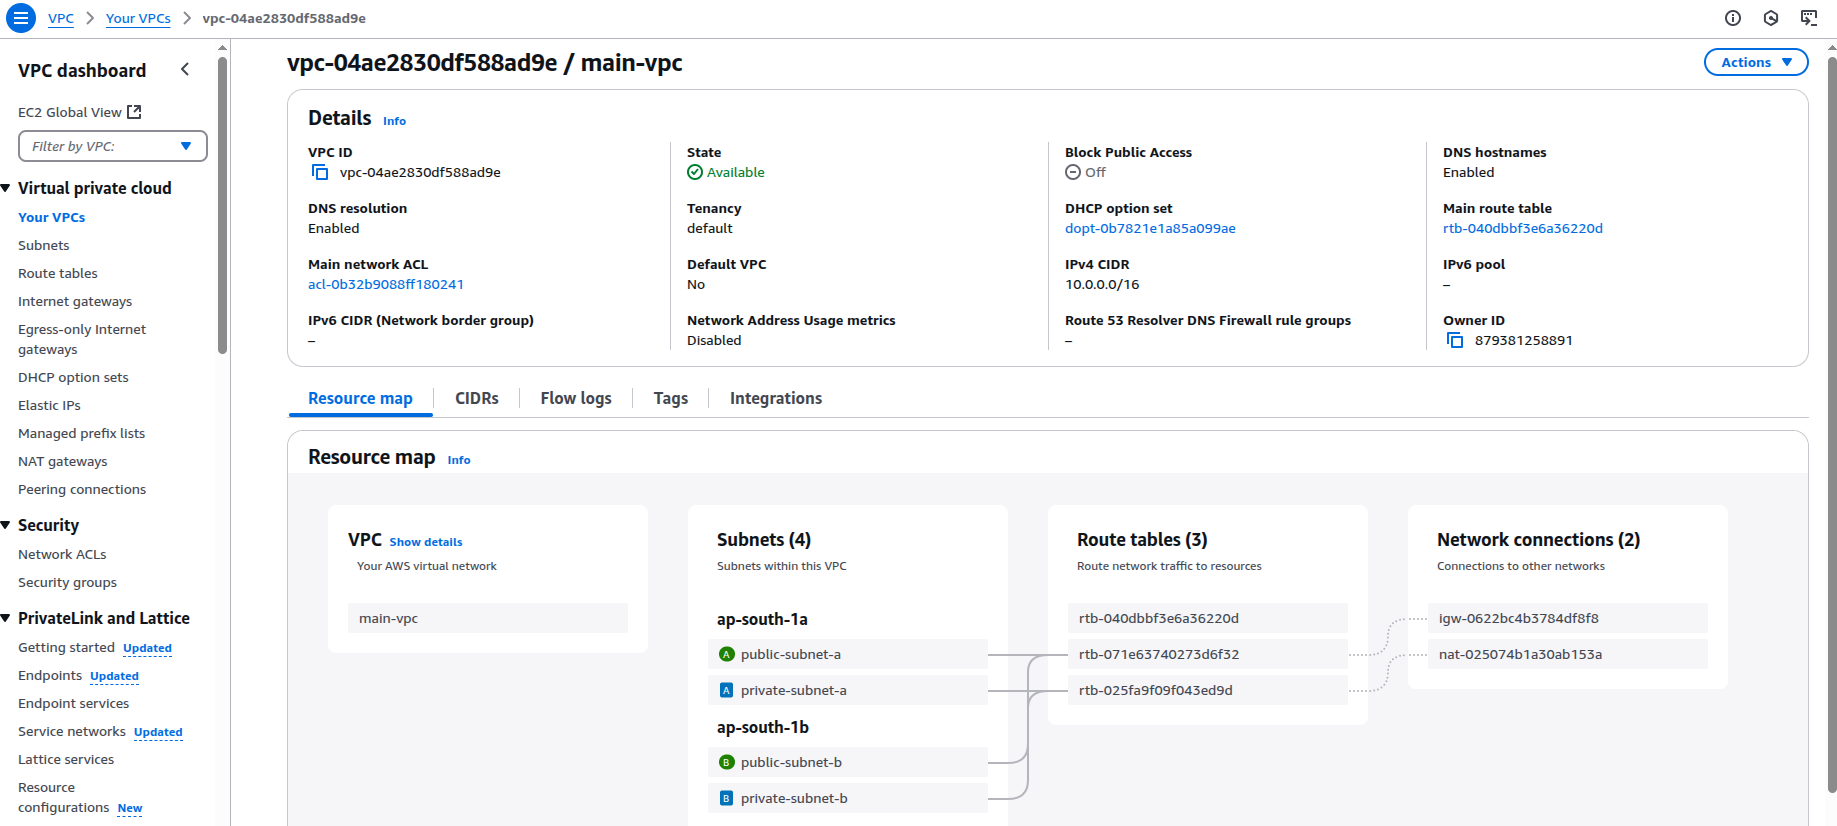 VPC
Your VPCs
vpc-04ae2830df588ad9e
VPC dashboard
EC2 Global View
Filter by VPC:
Virtual private cloud
Your VPCs
Subnets
Route tables
Internet gateways
Egress-only Internet
gateways
DHCP option sets
Elastic IPs
Managed prefix lists
NAT gateways
Peering connections
Security
Network ACLs
Security groups
PrivateLink and Lattice
Getting started Updated
Endpoints Updated
Endpoint services
Service networks Updated
Lattice services
Resource
configurations New
vpc-04ae2830df588ad9e / main-vpc
Actions
Details Info
VPC ID
vpc-04ae2830df588ad9e
State
Available
Block Public Access
Off
DNS hostnames
Enabled
DNS resolution
Enabled
Tenancy
default
DHCP option set
dopt-0b7821e1a85a099ae
Main route table
rtb-040dbbf3e6a36220d
Main network ACL
acl-0b32b9088ff180241
Default VPC
No
IPv4 CIDR
10.0.0.0/16
IPv6 pool
–
IPv6 CIDR (Network border group)
–
Network Address Usage metrics
Disabled
Route 53 Resolver DNS Firewall rule groups
–
Owner ID
879381258891
Resource map
CIDRs
Flow logs
Tags
Integrations
Resource map Info
VPC Show details
Your AWS virtual network
main-vpc
Subnets (4)
Subnets within this VPC
ap-south-1a
A public-subnet-a
A private-subnet-a
ap-south-1b
B public-subnet-b
B private-subnet-b
Route tables (3)
Route network traffic to resources
rtb-040dbbf3e6a36220d
rtb-071e63740273d6f32
rtb-025fa9f09f043ed9d
Network connections (2)
Connections to other networks
igw-0622bc4b3784df8f8
nat-025074b1a30ab153a